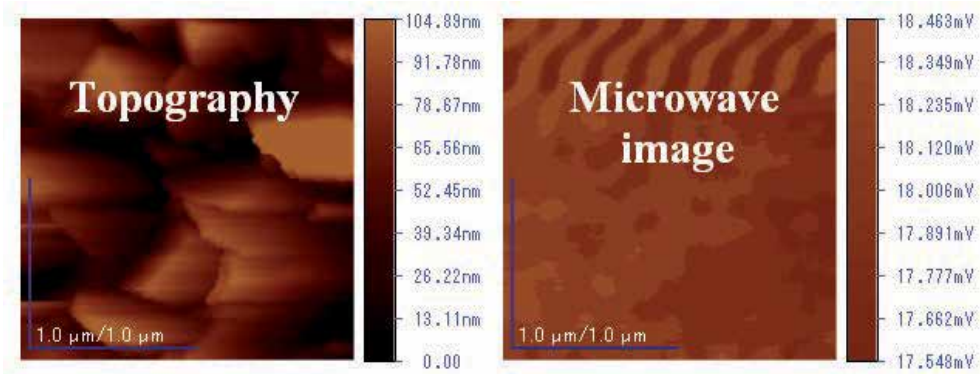 Topography
1.0 μm/1.0 μm
104.89nm
91.78nm
78.67nm
65.56nm
52.45nm
39.34nm
26.22nm
13.11nm
0.00
Microwave
image
1.0 μm/1.0 μm
18.463mV
18.349mV
18.235mV
18.120mV
18.006mV
17.891mV
17.777mV
17.662mV
17.548mV